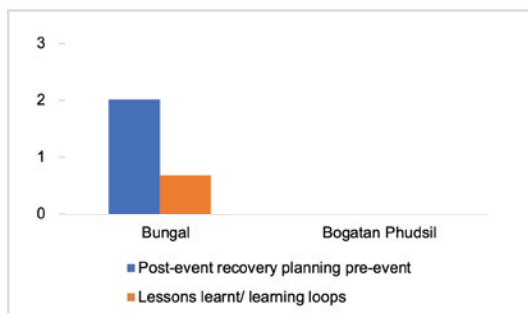 3
2
1
0
Bungal Bogatan Phudsil
Post-event recovery planning pre-event
Lessons learnt/ learning loops